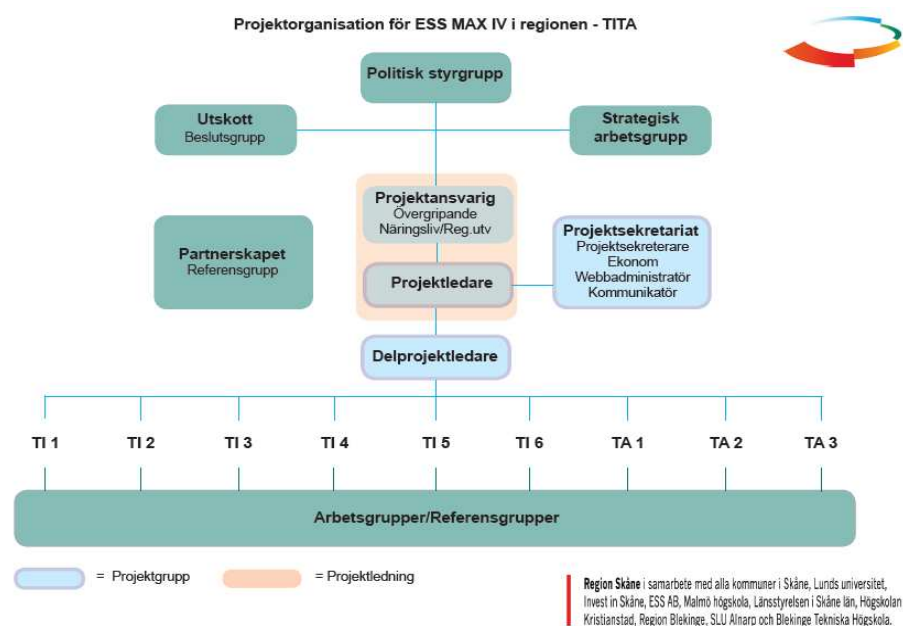 Projektorganisation för ESS MAX IV i regionen - TITA
Politisk styrgrupp
Utskott
Beslutsgrupp
Strategisk
arbetsgrupp
Projektansvarig
Övergripande
Näringsliv/Reg.utv
Partnerskapet
Referensgrupp
Projektledare
Projektsekretariat
Projektsekreterare
Ekonom
Webbadministratör
Kommunikatör
Delprojektledare
TI 1 TI 2 TI 3 TI 4 TI 5 TI 6 TA 1 TA 2 TA 3
Arbetsgrupper/Referensgrupper
= Projektgrupp = Projektledning
Region Skåne i samarbete med alla kommuner i Skåne, Lunds universitet,
Invest in Skåne, ESS AB, Malmö högskola, Länsstyrelsen i Skåne län, Högskolan
Kristianstad, Region Blekinge, SLU Alnarp och Blekinge Tekniska Högskola.